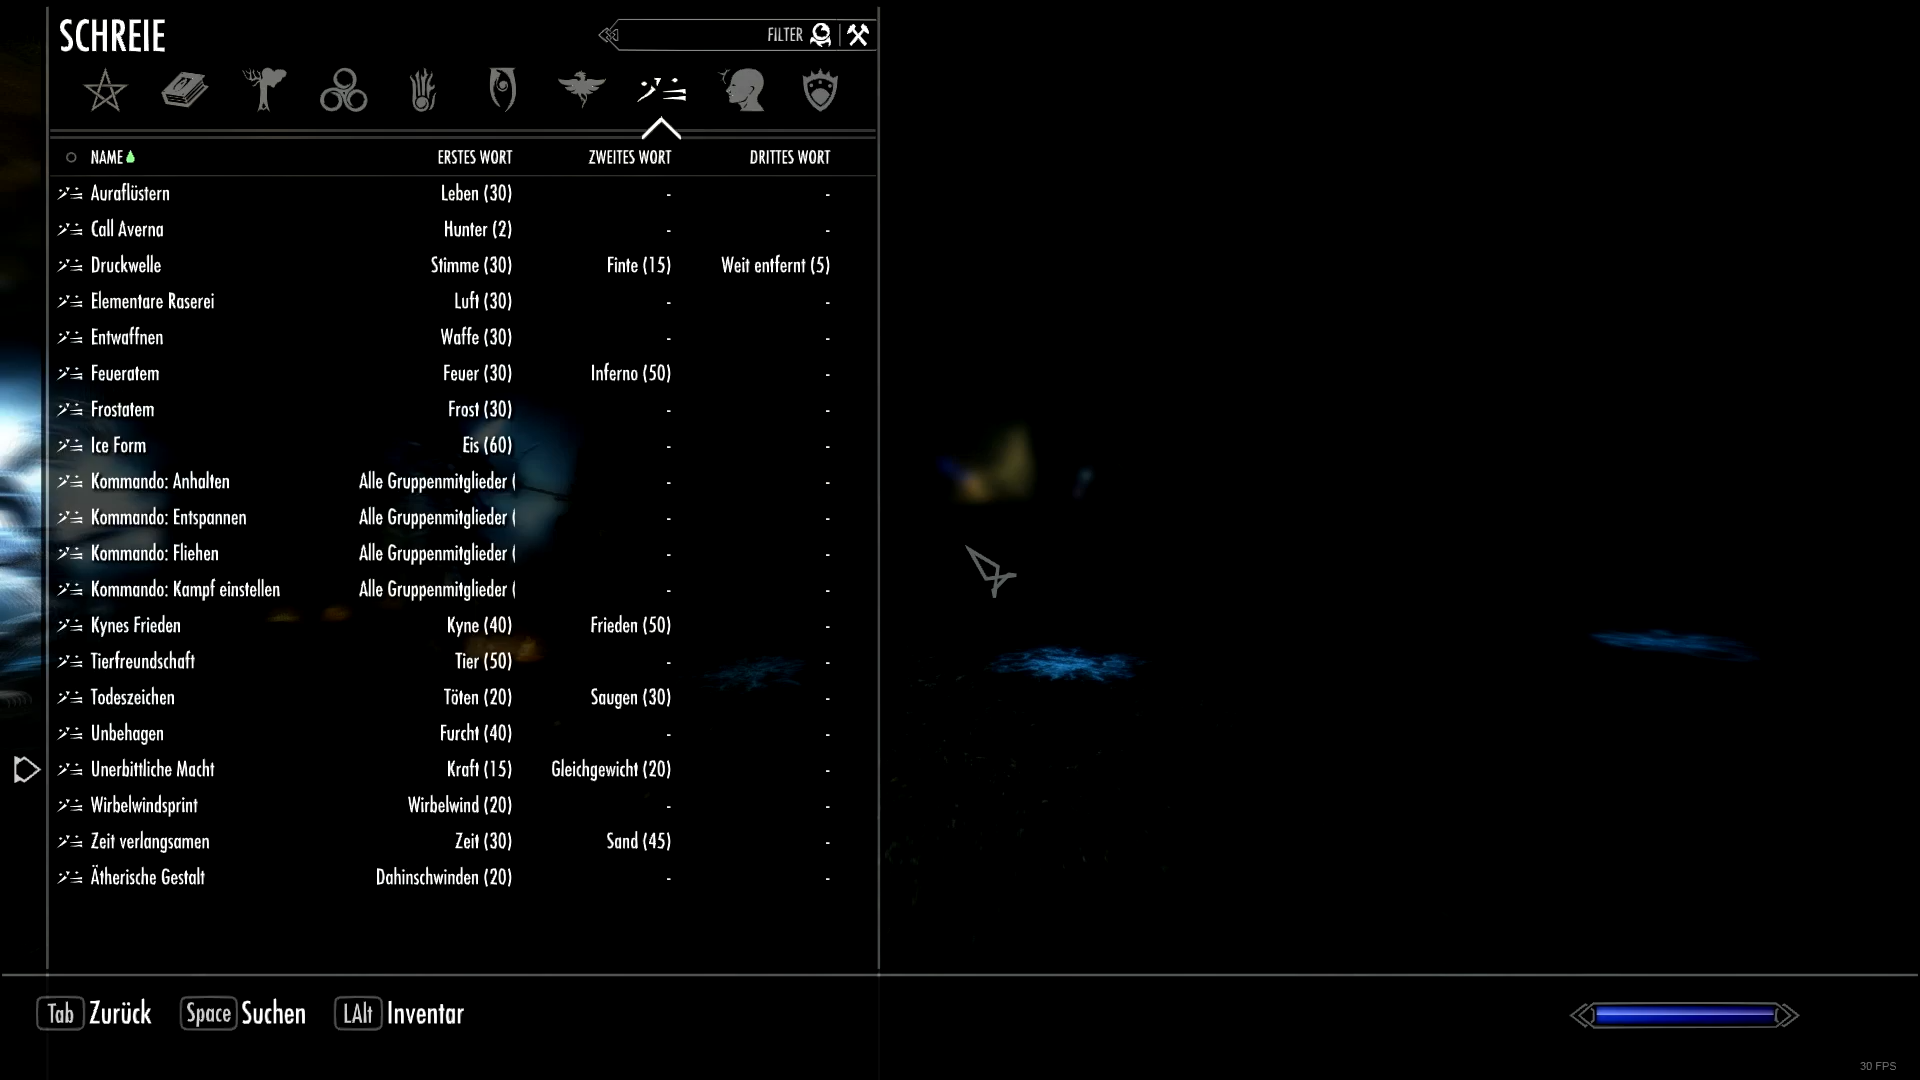 SCHREIE
FILTER
NAME ERSTES WORT ZWEITES WORT DRITTES WORT
Auraflüstern Leben (30) - -
Call Averna Hunter (2) - -
Druckwelle Stimme (30) Finte (15) Weit entfernt (5)
Elementare Raserei Luft (30) - -
Entwaffnen Waffe (30) - -
Feueratem Feuer (30) Inferno (50) -
Frostatem Frost (30) - -
Ice Form Eis (60) - -
Kommando: Anhalten Alle Gruppenmitglieder ( - -
Kommando: Entspannen Alle Gruppenmitglieder ( - -
Kommando: Fliehen Alle Gruppenmitglieder ( - -
Kommando: Kampf einstellen Alle Gruppenmitglieder ( - -
Kynes Frieden Kyne (40) Frieden (50) -
Tierfreundschaft Tier (50) - -
Todeszeichen Töten (20) Saugen (30) -
Unbehagen Furcht (40) - -
Unerbittliche Macht Kraft (15) Gleichgewicht (20) -
Wirbelwindsprint Wirbelwind (20) - -
Zeit verlangsamen Zeit (30) Sand (45) -
Ätherische Gestalt Dahinschwinden (20) - -
Tab Zurück Space Suchen LAlt Inventar
30 FPS